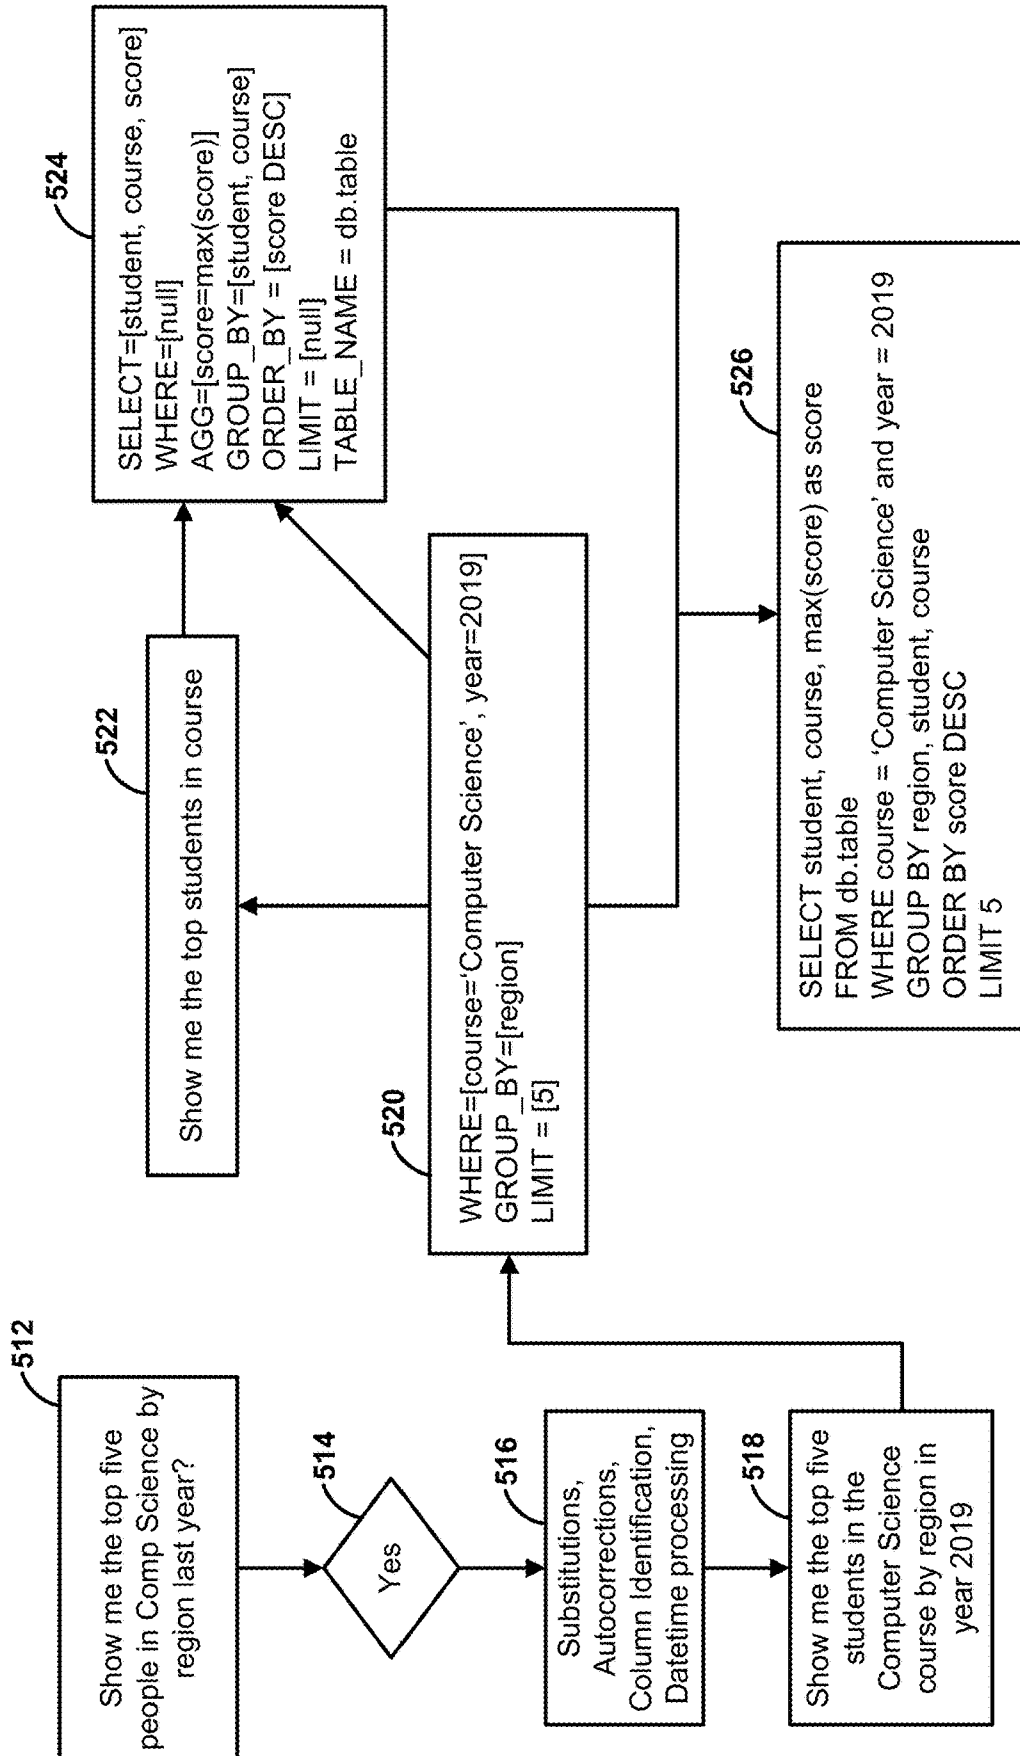 512
Show me the top five
people in Comp Science by
region last year?
514
Yes
516
Substitutions,
Autocorrections,
Column Identification,
Datetime processing
518
Show me the top five
students in the
Computer Science
course by region in
year 2019
520
WHERE=[course=‘Computer Science’, year=2019]
GROUP_BY=[region]
LIMIT = [5]
522
Show me the top students in course
524
SELECT=[student, course, score]
WHERE=[null]
AGG=[score=max(score)]
GROUP_BY=[student, course]
ORDER_BY = [score DESC]
LIMIT = [null]
TABLE_NAME = db.table
526
SELECT student, course, max(score) as score
FROM db.table
WHERE course = ‘Computer Science’ and year = 2019
GROUP BY region, student, course
ORDER BY score DESC
LIMIT 5